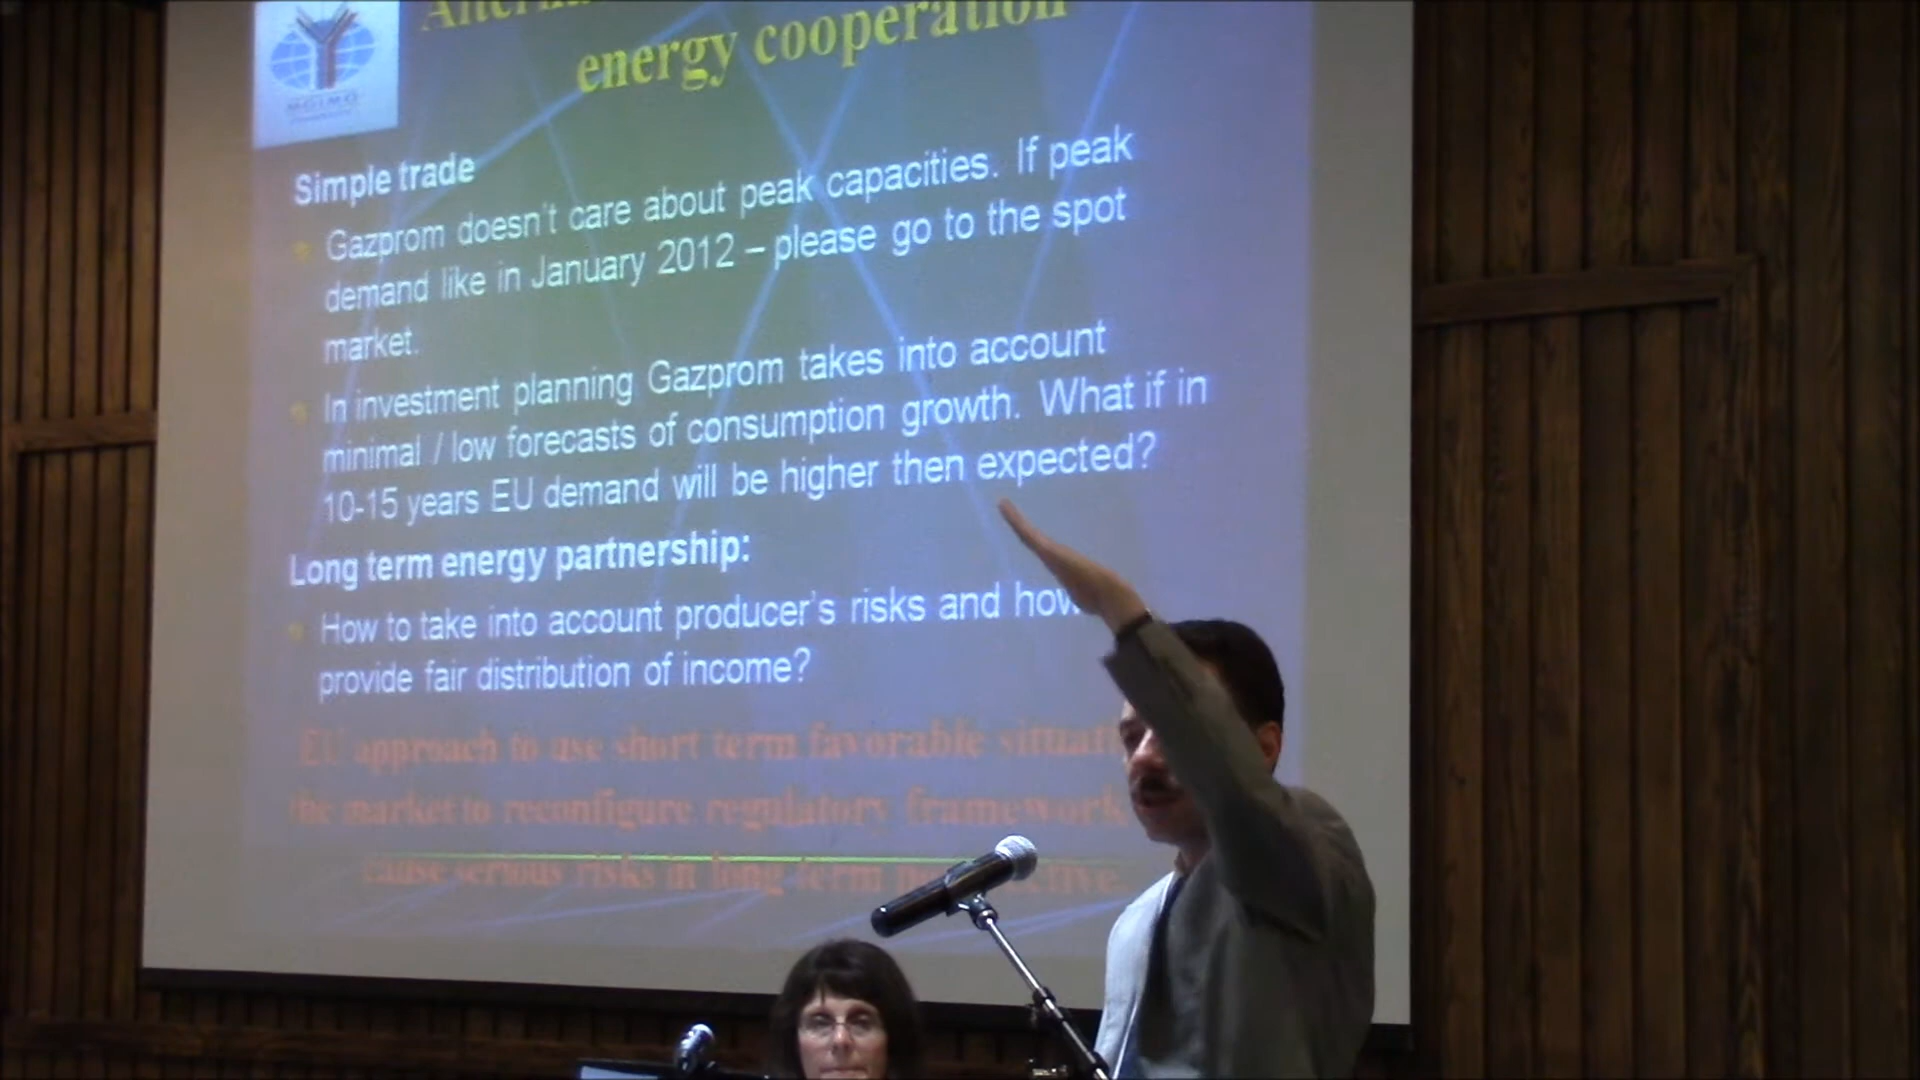 energy cooperation
MGIMO
Simple trade
Gazprom doesn't care about peak capacities. If peak
demand like in January 2012 – please go to the spot
market.
In investment planning Gazprom takes into account
minimal / low forecasts of consumption growth. What if in
10-15 years EU demand will be higher then expected?
Long term energy partnership:
How to take into account producer's risks and how
provide fair distribution of income?
EU approach to use short term favorable
the market to reconfigure regulatory framework
cause serious risks in long term